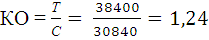 КО = T/C = 38400/30840 = 1,24